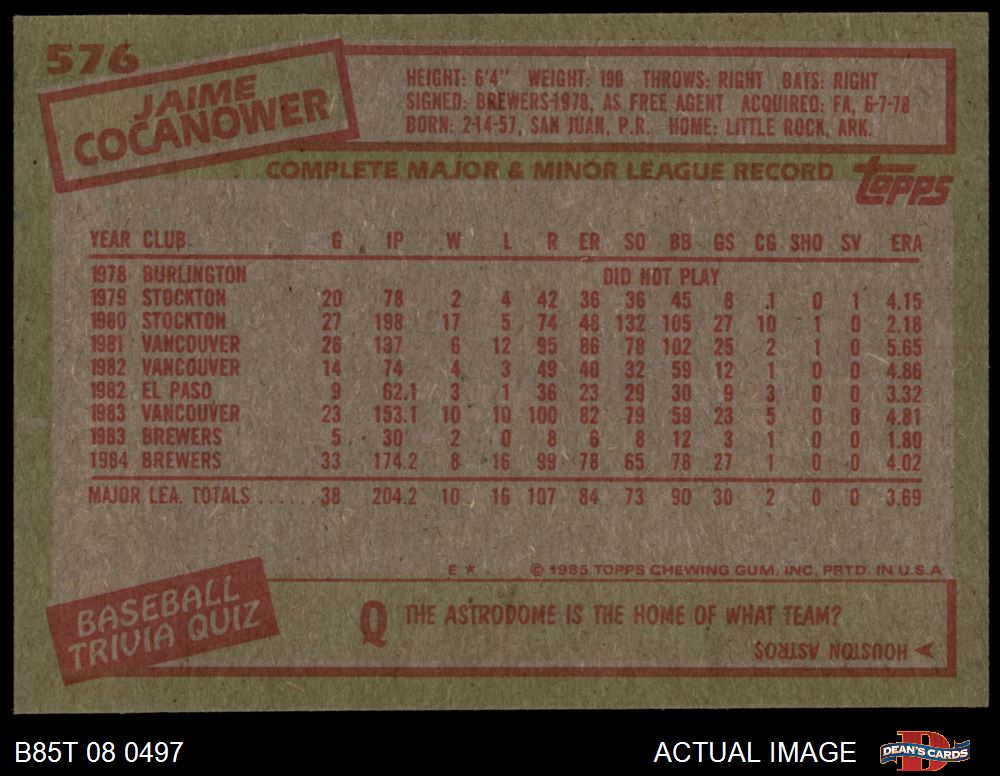 576
JAIME
COCANOWER
HEIGHT: 6'4" WEIGHT: 190 THROWS: RIGHT BATS: RIGHT
SIGNED: BREWERS-1978, AS FREE AGENT ACQUIRED: FA, 6-7-78
BORN: 2-14-57, SAN JUAN, P.R. HOME: LITTLE ROCK, ARK.
COMPLETE MAJOR & MINOR LEAGUE RECORD
TOPPS
YEAR CLUB G IP W L R ER SO BB GS CG SHO SV ERA
1978 BURLINGTON DID NOT PLAY
1979 STOCKTON 20 78 2 4 42 36 36 45 8 1 0 1 4.15
1980 STOCKTON 27 198 17 5 74 48 132 105 27 10 1 0 2.18
1981 VANCOUVER 26 137 6 12 95 86 78 102 25 2 1 0 5.65
1982 VANCOUVER 14 74 4 3 49 40 32 59 12 1 0 0 4.86
1982 EL PASO 9 62.1 3 1 36 23 29 30 9 3 0 0 3.32
1983 VANCOUVER 23 153.1 10 10 100 82 79 59 23 5 0 0 4.81
1983 BREWERS 5 30 2 0 8 6 8 12 3 1 0 0 1.80
1984 BREWERS 33 174.2 8 16 99 78 65 78 27 1 0 0 4.02
MAJOR LEA. TOTALS ...... 38 204.2 10 16 107 84 73 90 30 2 0 0 3.69
E * © 1985 TOPPS CHEWING GUM, INC. PRTD. IN U.S.A
BASEBALL
TRIVIA QUIZ
Q THE ASTRODOME IS THE HOME OF WHAT TEAM?
A HOUSTON ASTROS
B85T 08 0497
ACTUAL IMAGE
D
DEAN'S CARDS